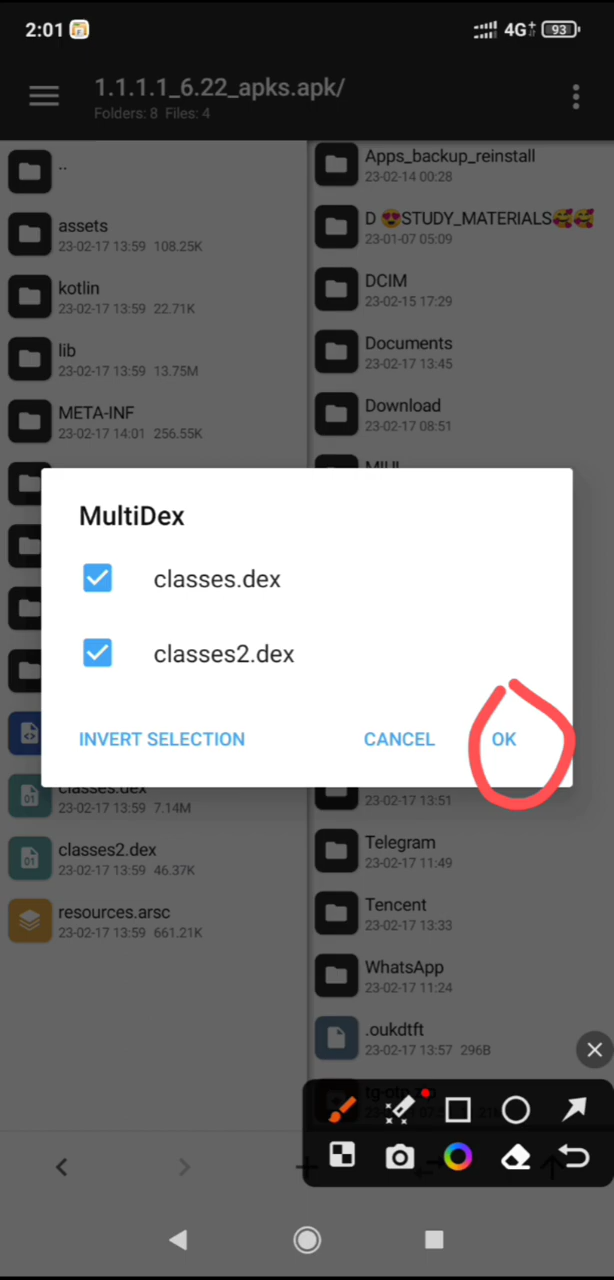 2:01
4G+
93
1.1.1.1_6.22_apks.apk/
Folders: 8 Files: 4
..
assets
23-02-17 13:59 108.25K
kotlin
23-02-17 13:59 22.71K
lib
23-02-17 13:59 13.75M
META-INF
23-02-17 14:01 256.55K
Apps_backup_reinstall
23-02-14 00:28
D 😍STUDY_MATERIALS🥰🥰
23-01-07 05:09
DCIM
23-02-15 17:29
Documents
23-02-17 13:45
Download
23-02-17 08:51
MIUI
MultiDex
classes.dex
classes2.dex
INVERT SELECTION
CANCEL
OK
classes.dex
23-02-17 13:59 7.14M
classes2.dex
23-02-17 13:59 46.37K
resources.arsc
23-02-17 13:59 661.21K
23-02-17 13:51
Telegram
23-02-17 11:49
Tencent
23-02-17 13:33
WhatsApp
23-02-17 11:24
.oukdtft
23-02-17 13:57 296B